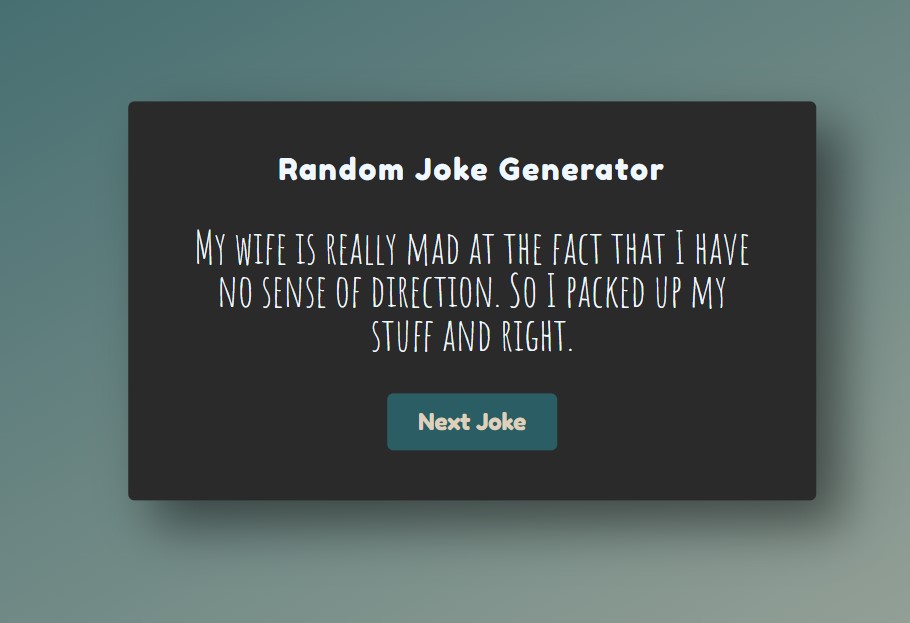 Random Joke Generator
My wife is really mad at the fact that I have
no sense of direction. So I packed up my
stuff and right.
Next Joke